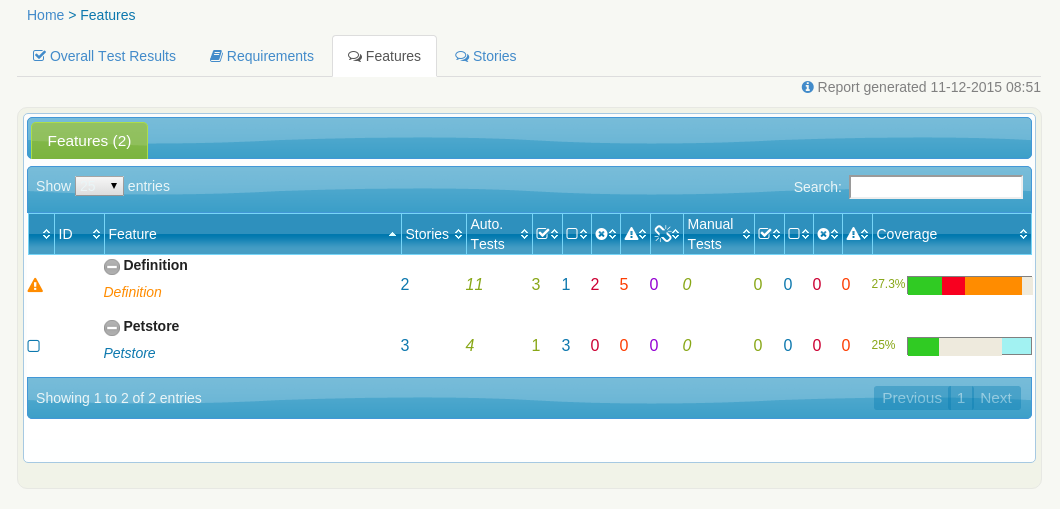 Home > Features
Overall Test Results Requirements Features Stories
Report generated 11-12-2015 08:51
Features (2)
Show 25 entries Search:
ID Feature Stories Auto. Tests Manual Tests Coverage
Definition
Definition 2 11 3 1 2 5 0 0 0 0 0 0 27.3%
Petstore
Petstore 3 4 1 3 0 0 0 0 0 0 0 0 25%
Showing 1 to 2 of 2 entries Previous 1 Next